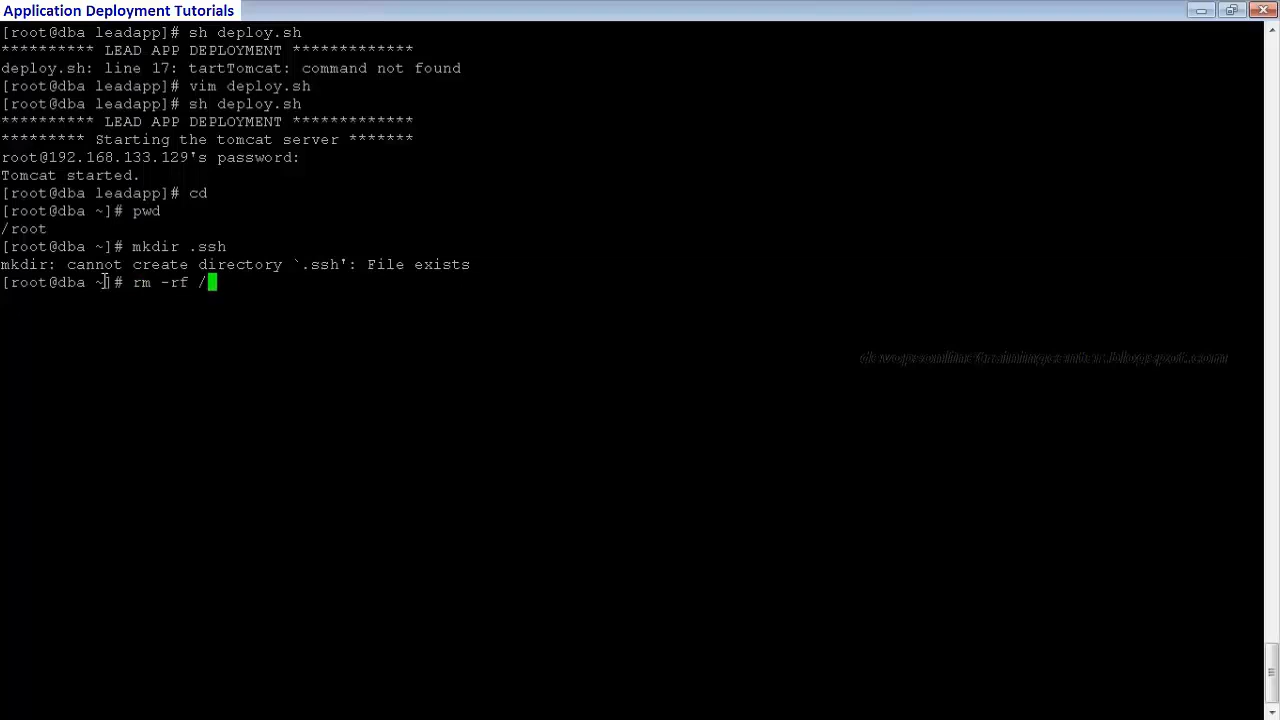 Application Deployment Tutorials
[root@dba leadapp]# sh deploy.sh
********** LEAD APP DEPLOYMENT *************
deploy.sh: line 17: tartTomcat: command not found
[root@dba leadapp]# vim deploy.sh
[root@dba leadapp]# sh deploy.sh
********** LEAD APP DEPLOYMENT *************
********* Starting the tomcat server *******
root@192.168.133.129's password:
Tomcat started.
[root@dba leadapp]# cd
[root@dba ~]# pwd
/root
[root@dba ~]# mkdir .ssh
mkdir: cannot create directory `.ssh': File exists
[root@dba ~]# rm -rf /
devopsonlinetrainingcenter.blogspot.com